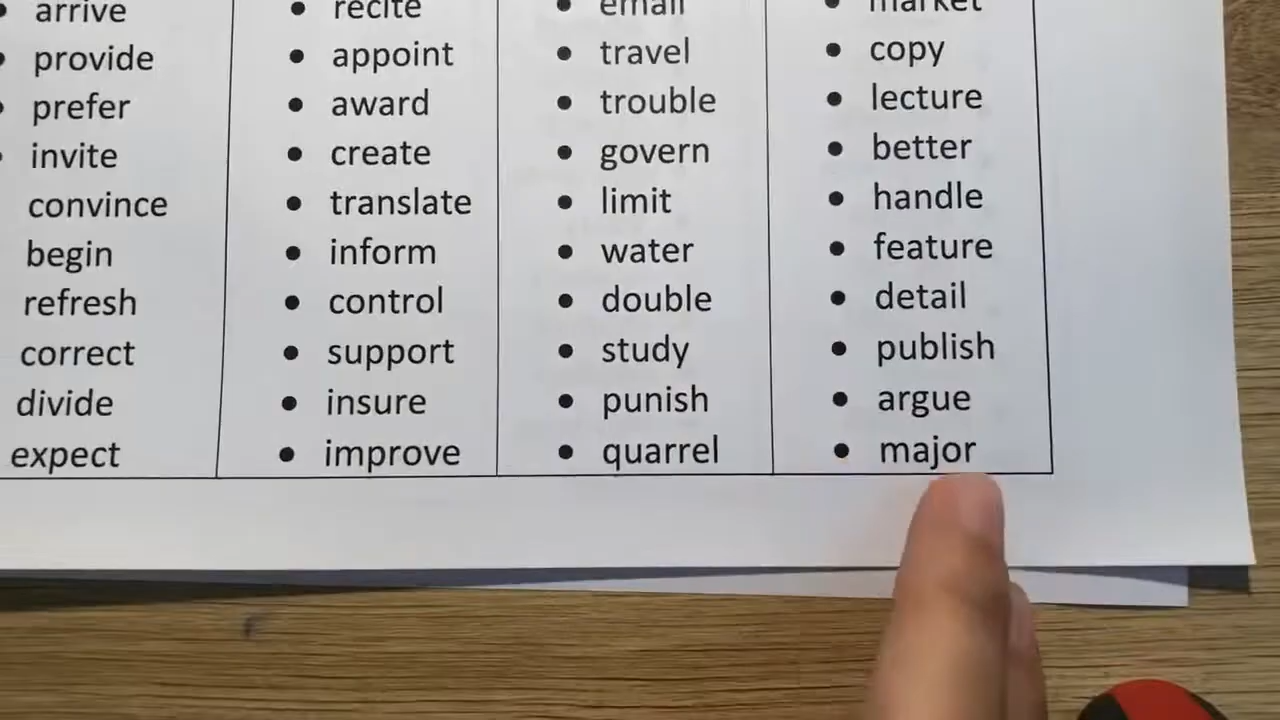 arrive recite email market
provide appoint travel copy
prefer award trouble lecture
invite create govern better
convince translate limit handle
begin inform water feature
refresh control double detail
correct support study publish
divide insure punish argue
expect improve quarrel major